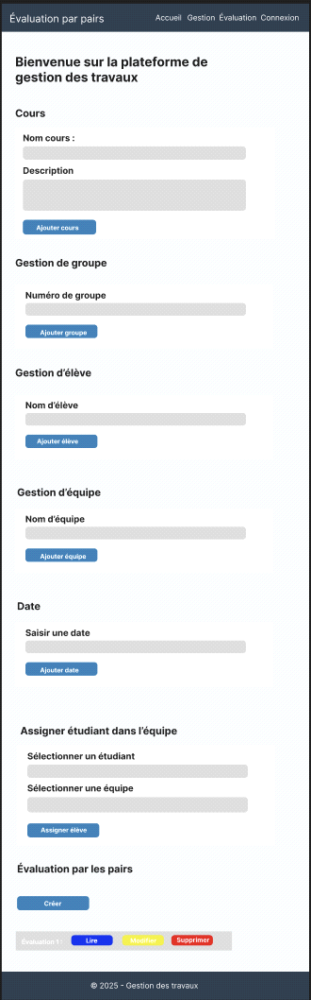 Évaluation par pairs
Accueil Gestion Évaluation Connexion
Bienvenue sur la plateforme de
gestion des travaux
Cours
Nom cours :
Description
Ajouter cours
Gestion de groupe
Numéro de groupe
Ajouter groupe
Gestion d'élève
Nom d'élève
Ajouter élève
Gestion d'équipe
Nom d'équipe
Ajouter équipe
Date
Saisir une date
Ajouter date
Assigner étudiant dans l'équipe
Sélectionner un étudiant
Sélectionner une équipe
Assigner élève
Évaluation par les pairs
Créer
Évaluation 1 : Lire Modifier Supprimer
© 2025 - Gestion des travaux